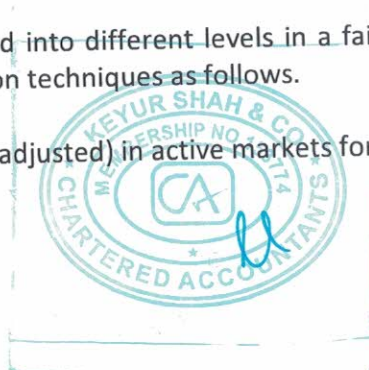 d into different levels in a fai
on techniques as follows.
KEYUR SHAH & CO.
MEMBERSHIP NO.
adjusted) in active markets for
CA
CHARTERED ACCOUNTANTS